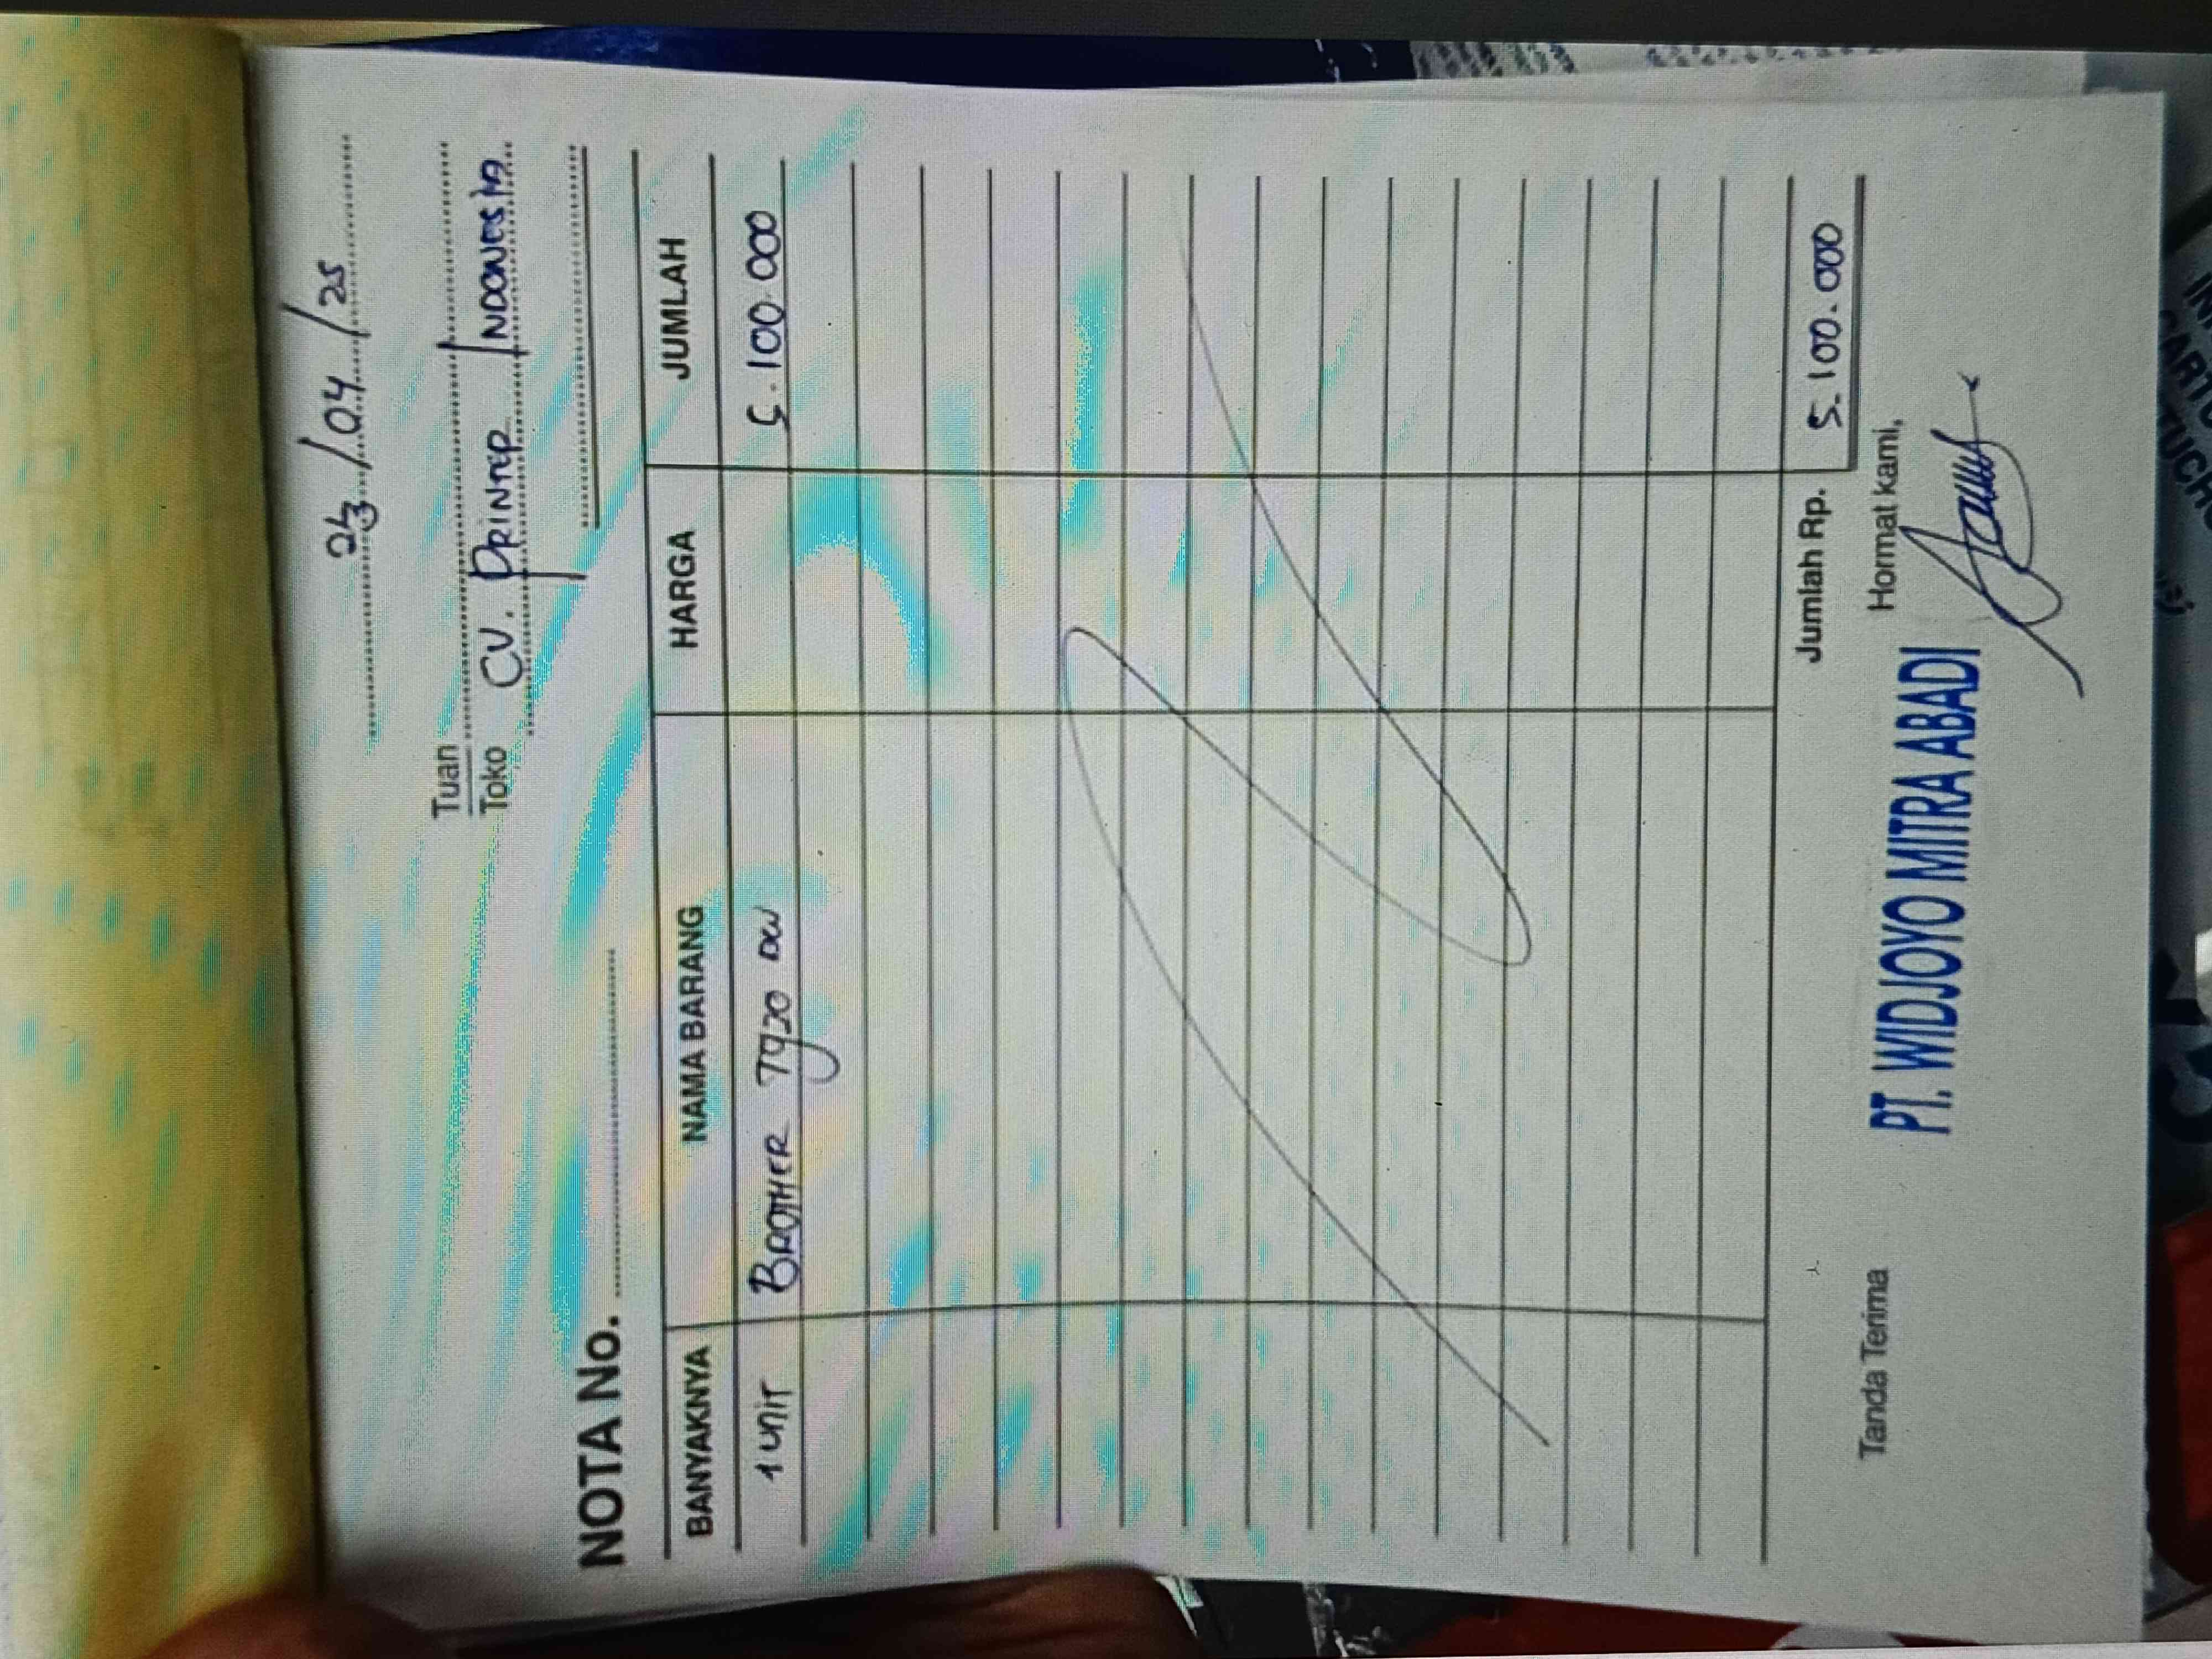 23/04/25
Tuan
Toko CV. Printer Indonesia
NOTA No.
BANYAKNYA NAMA BARANG HARGA JUMLAH
1 unit BROTHER T920 DW 5.100.000
Jumlah Rp. 5.100.000
Tanda Terima Hormat kami,
PT. WIDJOYO MITRA ABADI